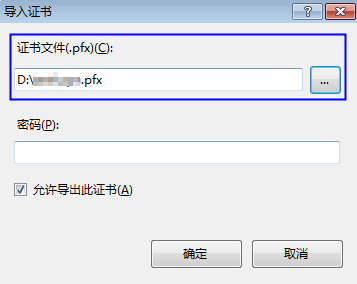 导入证书
证书文件(.pfx)(C):
D:\ .pfx
...
密码(P):
允许导出此证书(A)
确定
取消